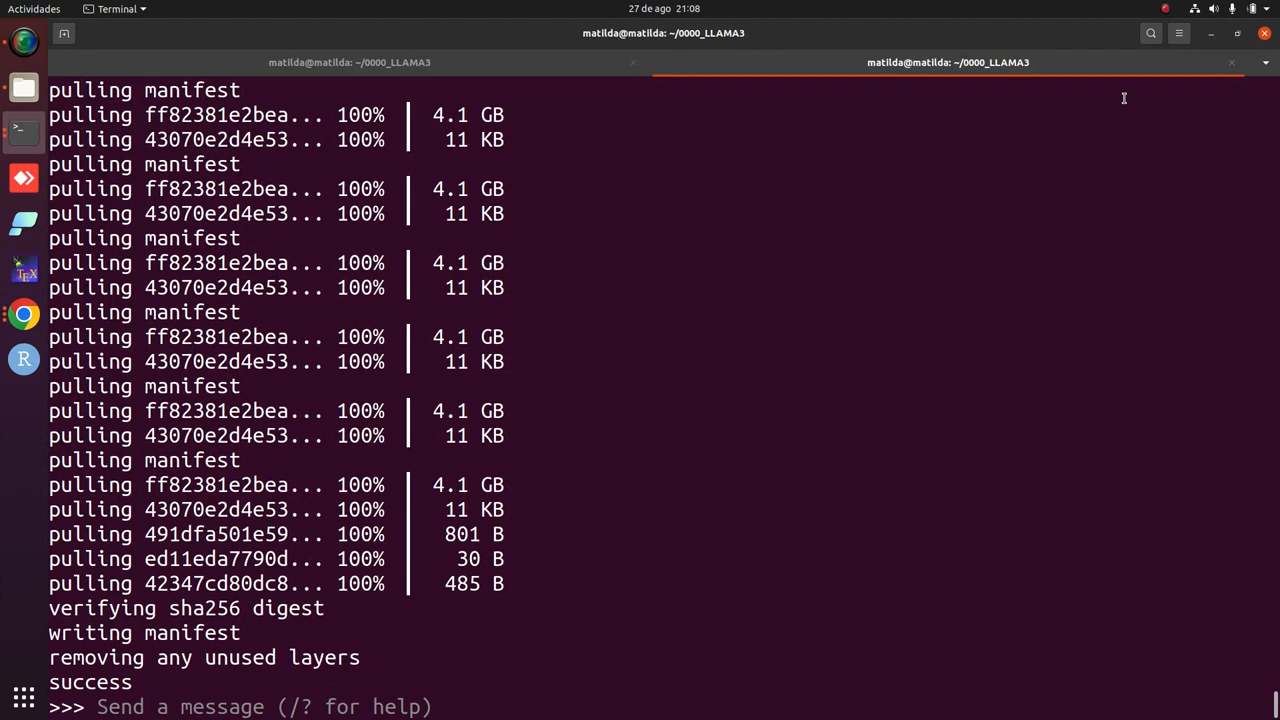 Actividades
Terminal
27 de ago 21:08
matilda@matilda: ~/0000_LLAMA3
matilda@matilda: ~/0000_LLAMA3
matilda@matilda: ~/0000_LLAMA3
pulling manifest
pulling ff82381e2bea... 100% 4.1 GB
pulling 43070e2d4e53... 100% 11 KB
pulling manifest
pulling ff82381e2bea... 100% 4.1 GB
pulling 43070e2d4e53... 100% 11 KB
pulling manifest
pulling ff82381e2bea... 100% 4.1 GB
pulling 43070e2d4e53... 100% 11 KB
pulling manifest
pulling ff82381e2bea... 100% 4.1 GB
pulling 43070e2d4e53... 100% 11 KB
pulling manifest
pulling ff82381e2bea... 100% 4.1 GB
pulling 43070e2d4e53... 100% 11 KB
pulling manifest
pulling ff82381e2bea... 100% 4.1 GB
pulling 43070e2d4e53... 100% 11 KB
pulling 491dfa501e59... 100% 801 B
pulling ed11eda7790d... 100% 30 B
pulling 42347cd80dc8... 100% 485 B
verifying sha256 digest
writing manifest
removing any unused layers
success
>>> Send a message (/? for help)
>_
TEX
R